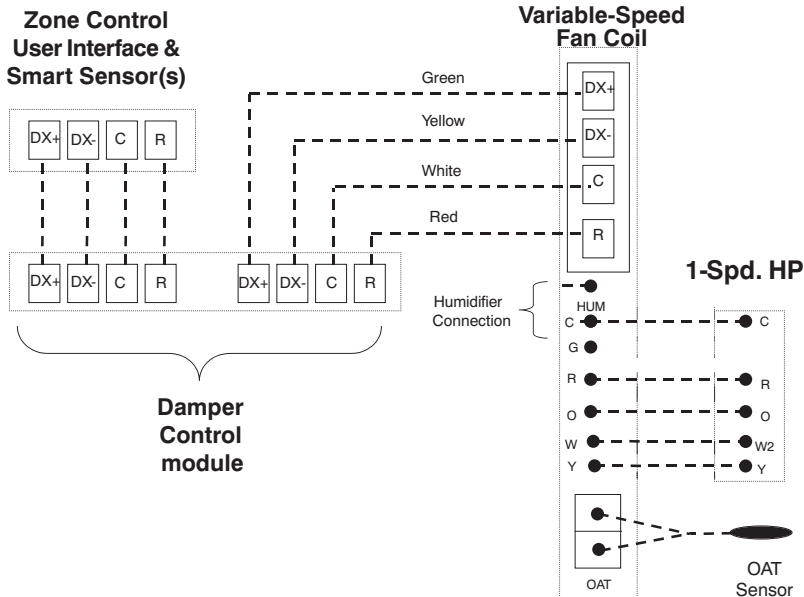 Zone Control
User Interface &
Smart Sensor(s)
DX+ DX- C R
DX+ DX- C R
DX+ DX- C R
Damper
Control
module
Green
Yellow
White
Red
Variable-Speed
Fan Coil
DX+
DX-
C
R
Humidifier
Connection
HUM
C
G
R
O
W
Y
OAT
1-Spd. HP
C
R
O
W2
Y
OAT
Sensor